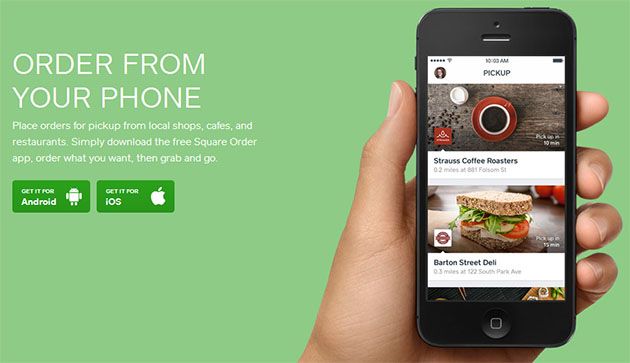 ORDER FROM
YOUR PHONE
Place orders for pickup from local shops, cafes, and
restaurants. Simply download the free Square Order
app, order what you want, then grab and go.
GET IT FOR
Android
GET IT FOR
iOS
10:03 AM
PICKUP
Pick up in
10 min
Strauss Coffee Roasters
0.2 miles at 881 Folsom St
Pick up in
15 min
Barton Street Deli
0.3 miles at 122 South Park Ave